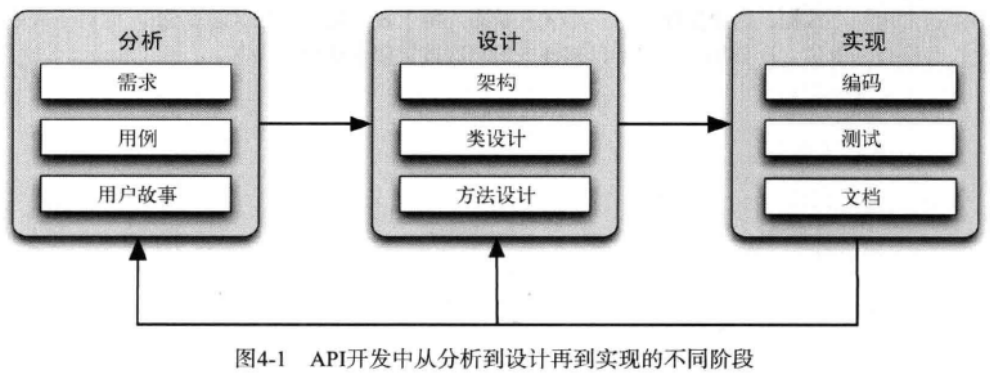 分析
需求
用例
用户故事
设计
架构
类设计
方法设计
实现
编码
测试
文档
图4-1 API开发中从分析到设计再到实现的不同阶段